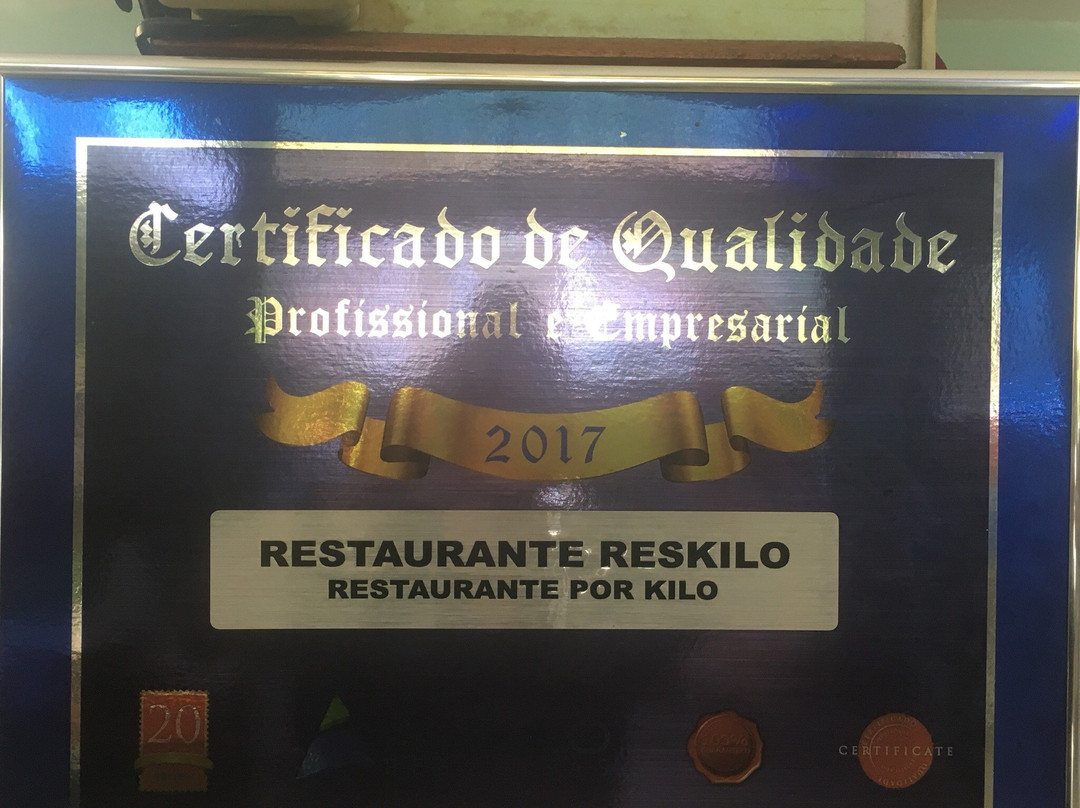 Certificado de Qualidade
Profissional e Empresarial
2017
RESTAURANTE RESKILO
RESTAURANTE POR KILO
20
CERTIFICATE